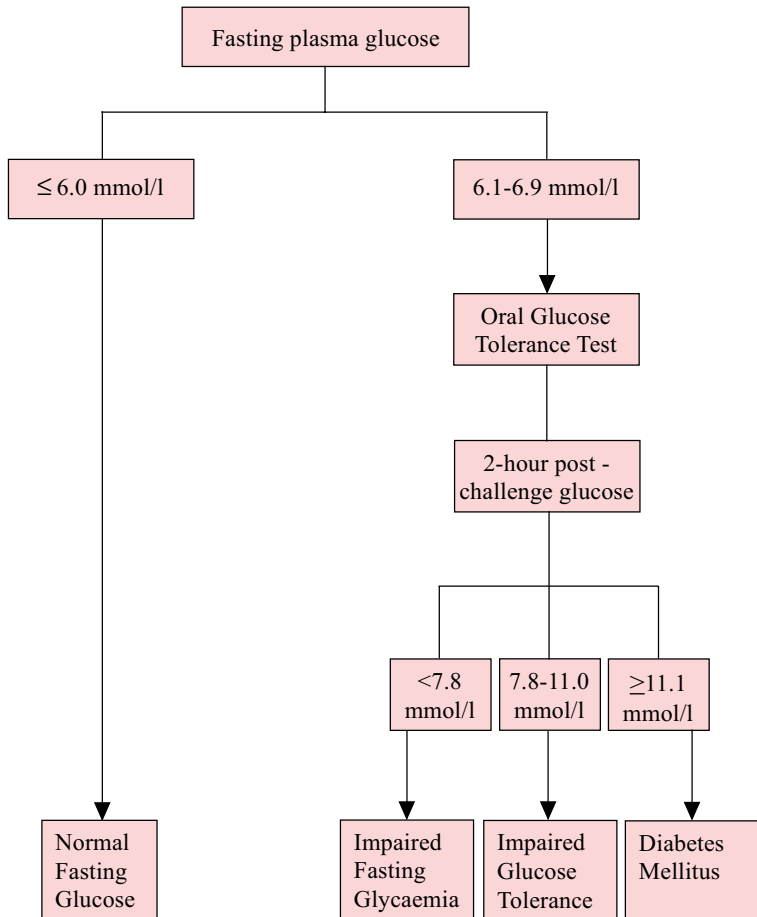 Fasting plasma glucose
≤ 6.0 mmol/l
6.1-6.9 mmol/l
Oral Glucose
Tolerance Test
2-hour post -
challenge glucose
<7.8
mmol/l
7.8-11.0
mmol/l
≥11.1
mmol/l
Normal
Fasting
Glucose
Impaired
Fasting
Glycaemia
Impaired
Glucose
Tolerance
Diabetes
Mellitus